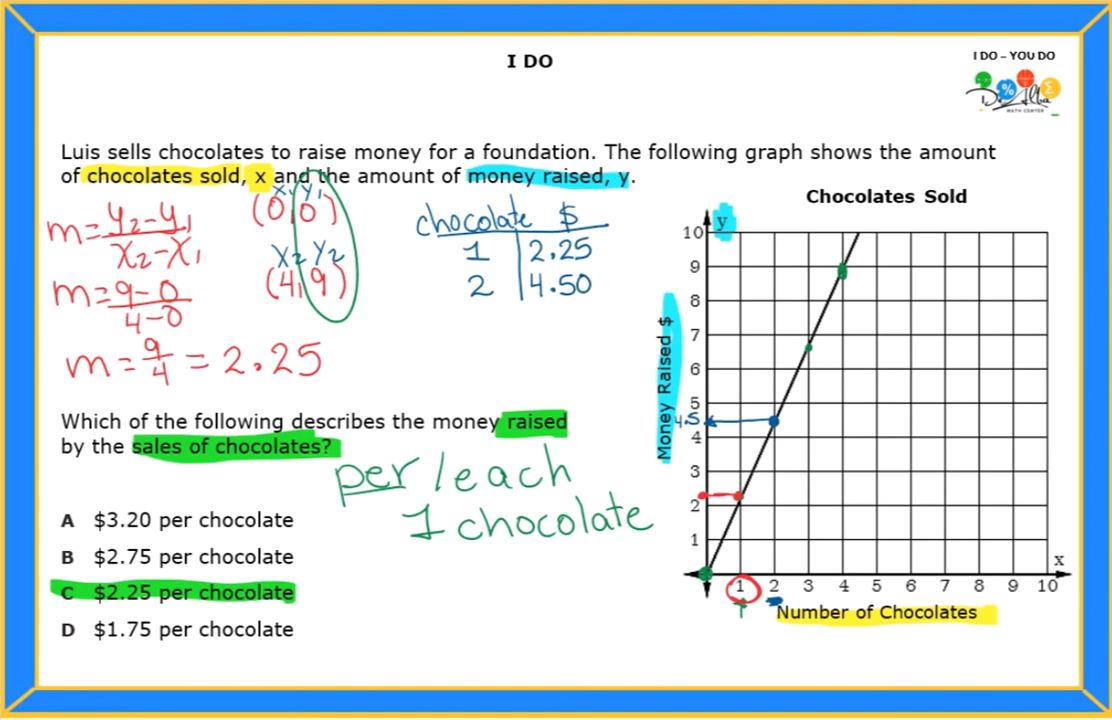 I DO
I DO – YOU DO
De Alba
MATH CENTER
Luis sells chocolates to raise money for a foundation. The following graph shows the amount
of chocolates sold, x and the amount of money raised, y.
m = y₂-y₁
x₂-x₁
m = 9-0
4-0
m = 9/4 = 2.25
x₁ y₁
(0,0)
x₂ y₂
(4,9)
chocolate $
1 2.25
2 4.50
Which of the following describes the money raised
by the sales of chocolates?
per/each
1 chocolate
A $3.20 per chocolate
B $2.75 per chocolate
C $2.25 per chocolate
D $1.75 per chocolate
Chocolates Sold
y
10
9
8
7
6
5
4.5
4
3
2
1
Money Raised $
x
1 2 3 4 5 6 7 8 9 10
Number of Chocolates